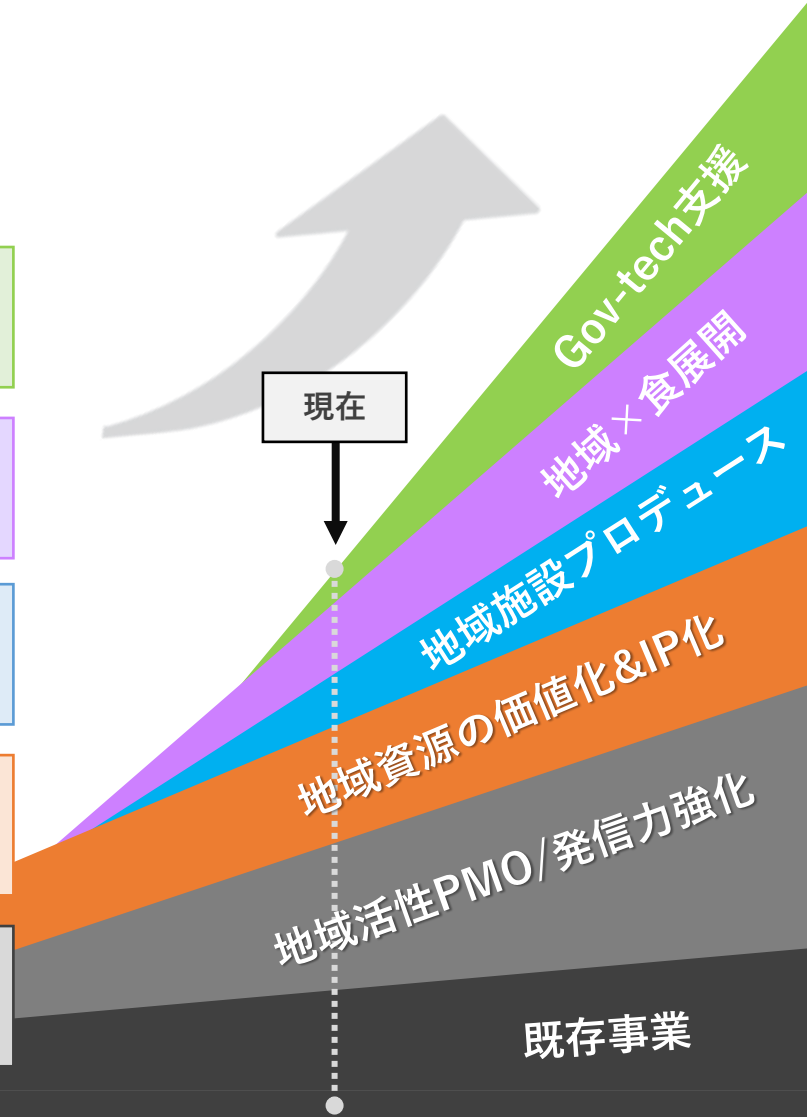 Gov-tech支援
地域×食展開
現在
地域施設プロデュース
地域資源の価値化&IP化
地域活性PMO/発信力強化
既存事業